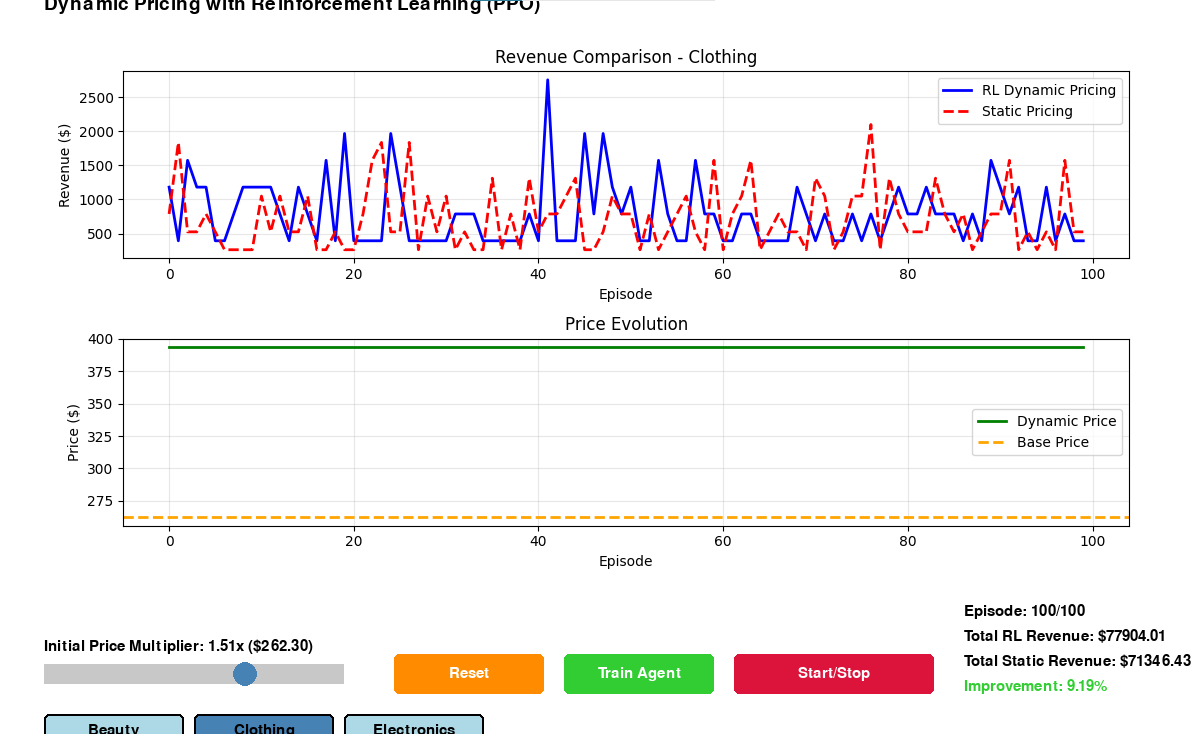 Dynamic Pricing with Reinforcement Learning (PPO)
Revenue Comparison - Clothing
RL Dynamic Pricing
Static Pricing
Revenue ($)
2500
2000
1500
1000
500
0 20 40 60 80 100
Episode
Price Evolution
Dynamic Price
Base Price
Price ($)
400
375
350
325
300
275
0 20 40 60 80 100
Episode
Initial Price Multiplier: 1.51x ($262.30)
Reset
Train Agent
Start/Stop
Episode: 100/100
Total RL Revenue: $77904.01
Total Static Revenue: $71346.43
Improvement: 9.19%
Beauty
Clothing
Electronics